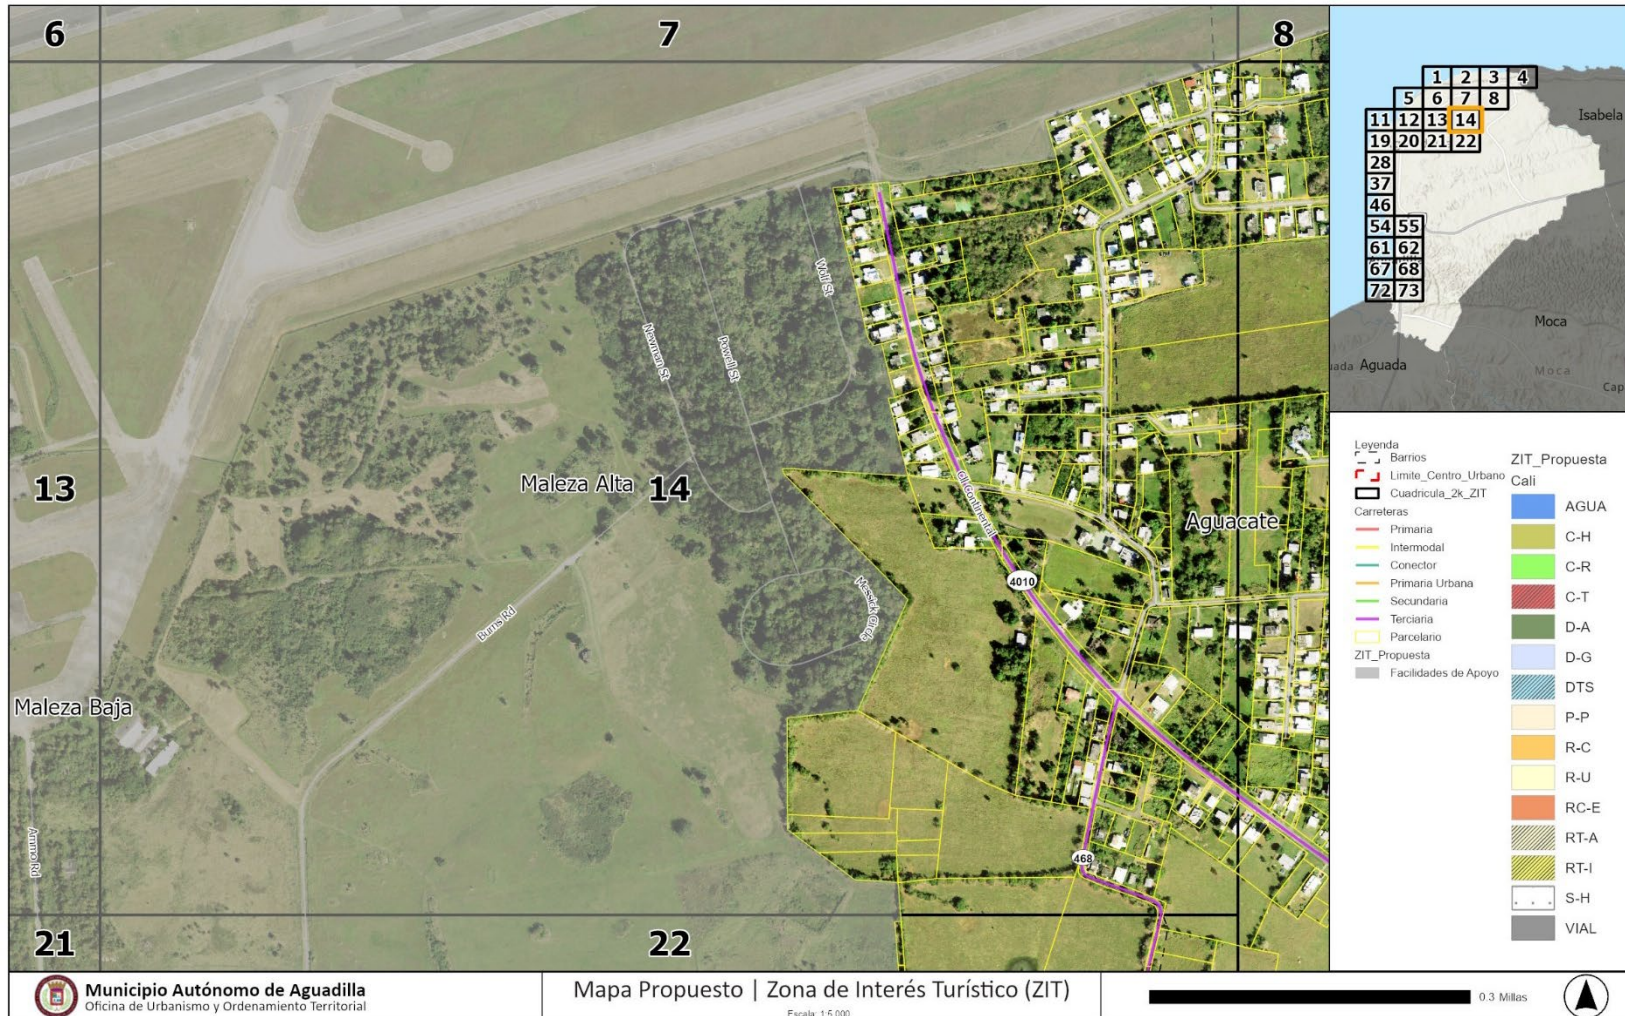 6
7
8
13
14
21
22
Maleza Alta
Aguacate
Maleza Baja
Wolf St
Powell St
Newman St
Messick Circle
Burns Rd
Ammo Rd
4010
468
1 2 3 4
5 6 7 8
11 12 13 14
19 20 21 22
28
37
46
54 55
61 62
67 68
72 73
Isabela
Moca
Moca
Aguada
Leyenda
Barrios
Limite_Centro_Urbano
Cuadricula_2k_ZIT
Carreteras
Primaria
Intermodal
Conector
Primaria Urbana
Secundaria
Terciaria
Parcelario
ZIT_Propuesta
Facilidades de Apoyo
ZIT_Propuesta
Cali
AGUA
C-H
C-R
C-T
D-A
D-G
DTS
P-P
R-C
R-U
RC-E
RT-A
RT-I
S-H
VIAL
Municipio Autónomo de Aguadilla
Oficina de Urbanismo y Ordenamiento Territorial
Mapa Propuesto | Zona de Interés Turístico (ZIT)
Escala: 1:5,000
0.3 Millas